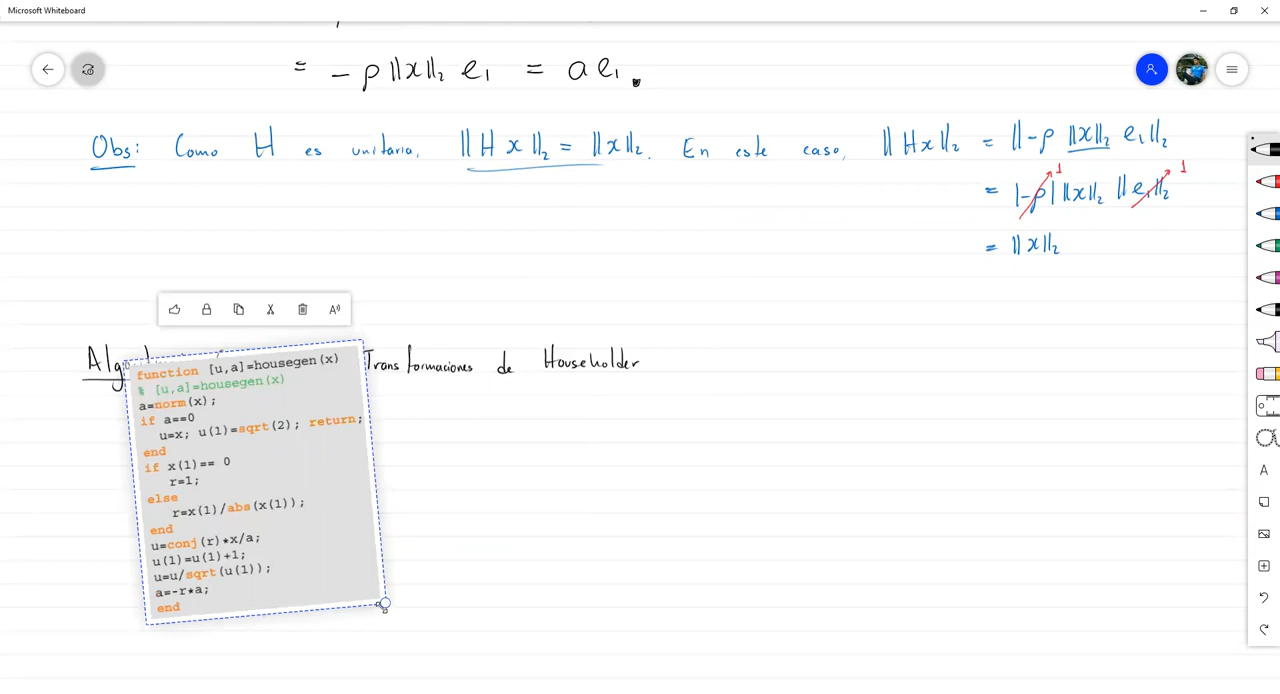 Microsoft Whiteboard
= - ρ ||x||₂ e₁ = a e₁ .
Obs: Como H es unitaria, ||H x||₂ = ||x||₂. En este caso, ||Hx||₂ = ||-ρ ||x||₂ e₁||₂
= |-ρ| ||x||₂ ||e₁||₂
1 1
= ||x||₂
Transformaciones de Householder
function [u,a]=housegen(x)
% [u,a]=housegen(x)
a=norm(x);
if a==0
u=x; u(1)=sqrt(2); return;
end
if x(1)== 0
r=1;
else
r=x(1)/abs(x(1));
end
u=conj(r)*x/a;
u(1)=u(1)+1;
u=u/sqrt(u(1));
a=-r*a;
end